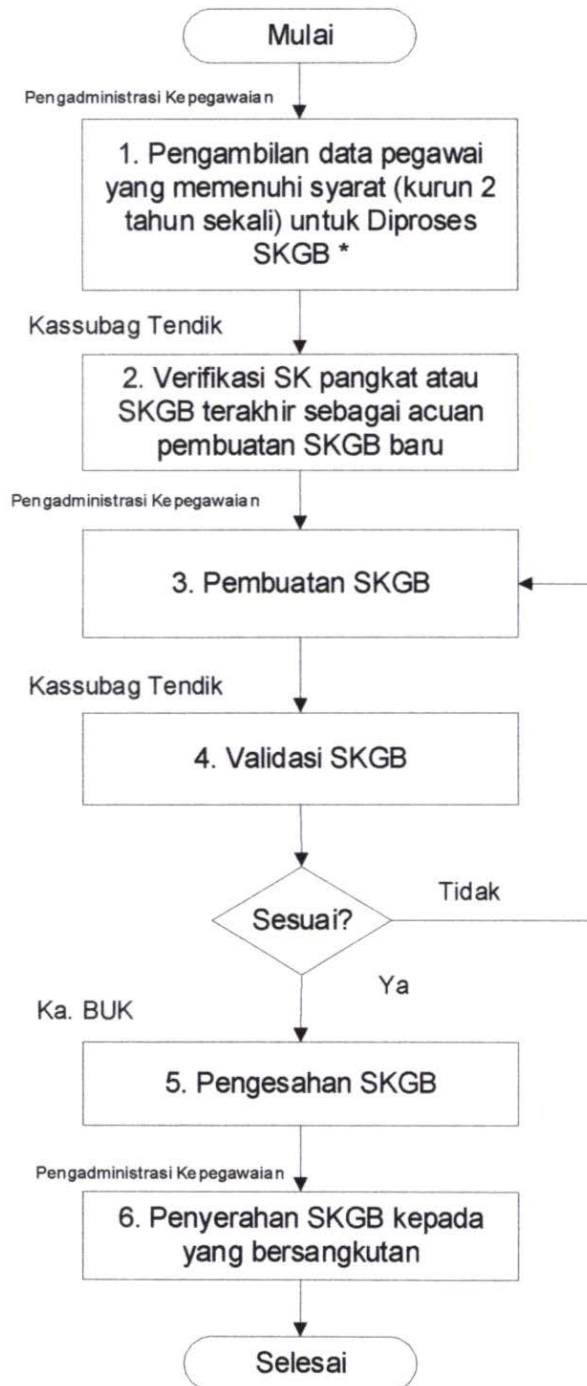 Mulai
Pengadministrasi Kepegawaian
1. Pengambilan data pegawai
yang memenuhi syarat (kurun 2
tahun sekali) untuk Diproses
SKGB *
Kassubag Tendik
2. Verifikasi SK pangkat atau
SKGB terakhir sebagai acuan
pembuatan SKGB baru
Pengadministrasi Kepegawaian
3. Pembuatan SKGB
Kassubag Tendik
4. Validasi SKGB
Sesuai?
Tidak
Ya
Ka. BUK
5. Pengesahan SKGB
Pengadministrasi Kepegawaian
6. Penyerahan SKGB kepada
yang bersangkutan
Selesai